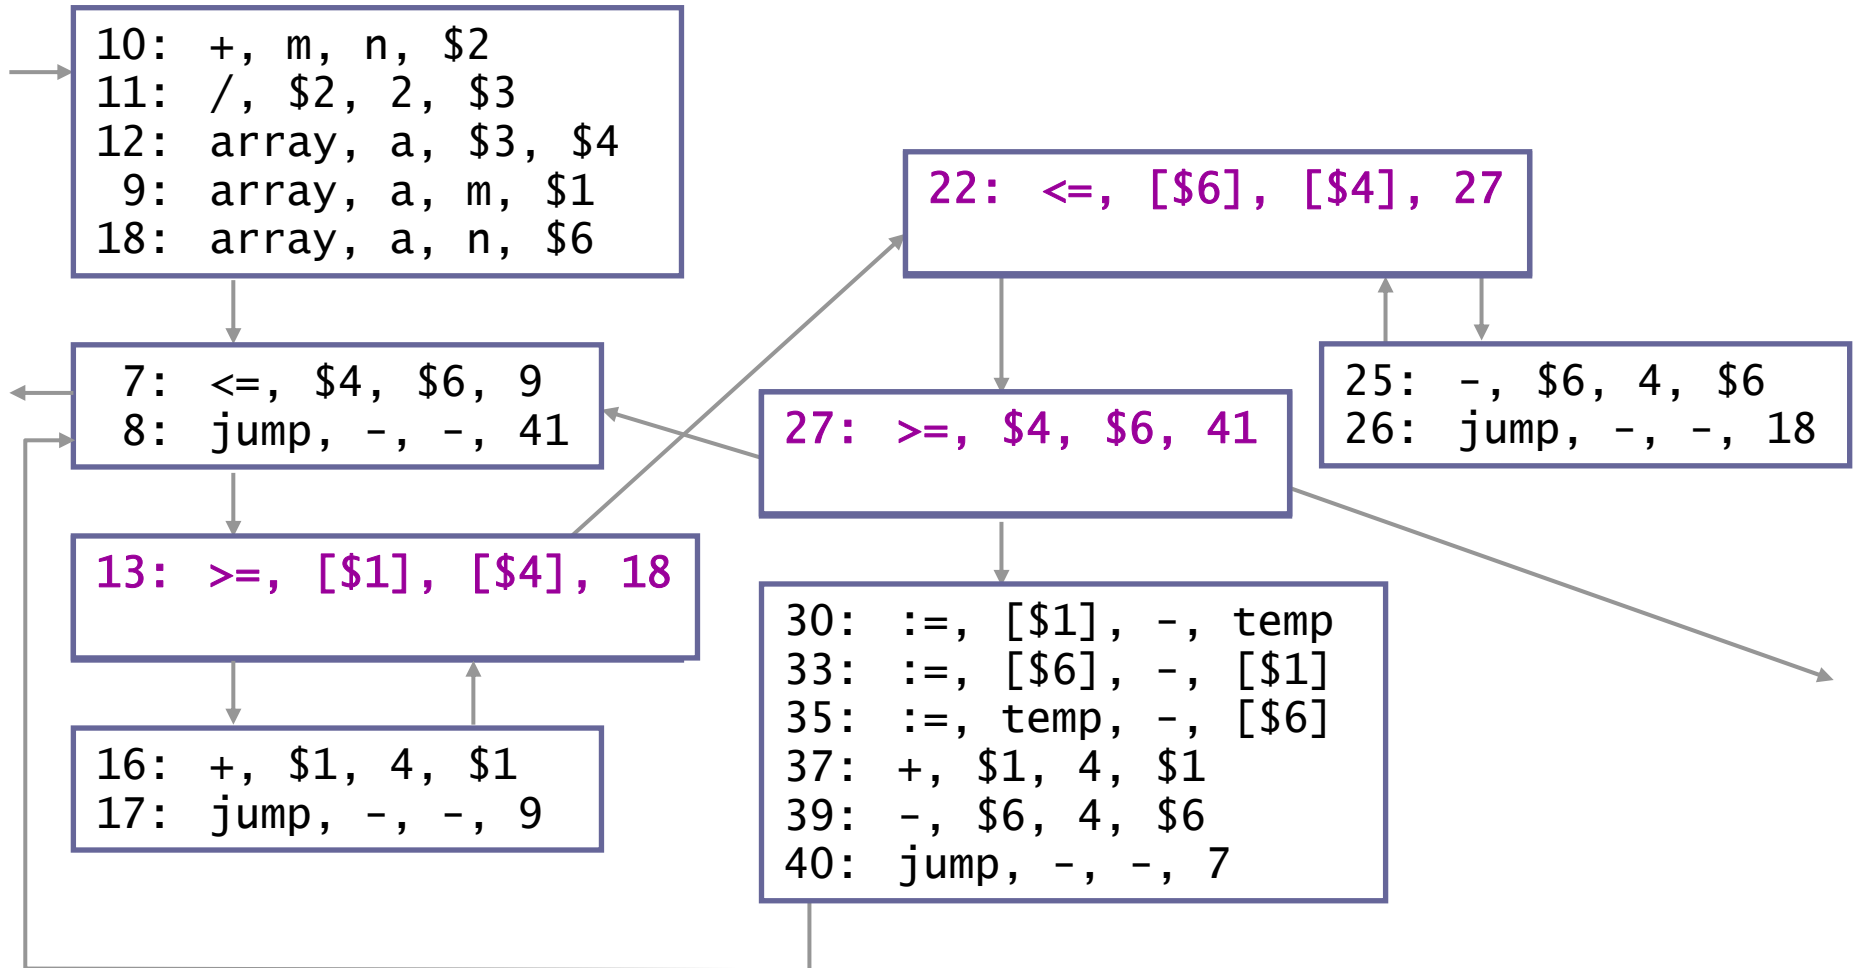 10: +, m, n, $2
11: /, $2, 2, $3
12: array, a, $3, $4
9: array, a, m, $1
18: array, a, n, $6
7: <=, $4, $6, 9
8: jump, -, -, 41
13: >=, [$1], [$4], 18
16: +, $1, 4, $1
17: jump, -, -, 9
22: <=, [$6], [$4], 27
25: -, $6, 4, $6
26: jump, -, -, 18
27: >=, $4, $6, 41
30: :=, [$1], -, temp
33: :=, [$6], -, [$1]
35: :=, temp, -, [$6]
37: +, $1, 4, $1
39: -, $6, 4, $6
40: jump, -, -, 7